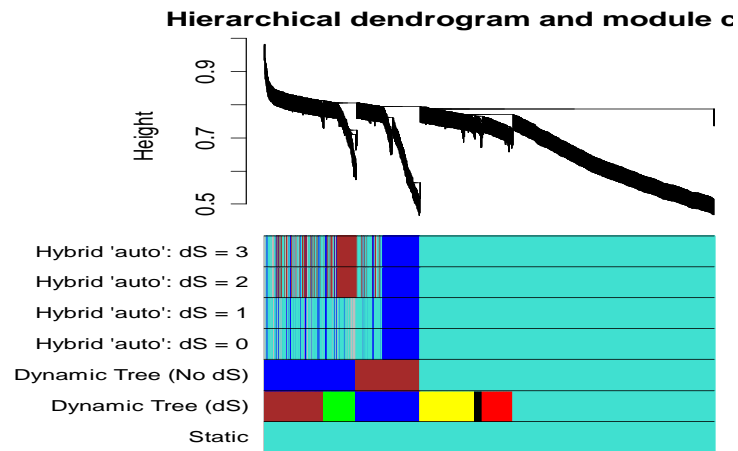 Hierarchical dendrogram and module c
0.9
0.7
0.5
Height
Hybrid 'auto': dS = 3
Hybrid 'auto': dS = 2
Hybrid 'auto': dS = 1
Hybrid 'auto': dS = 0
Dynamic Tree (No dS)
Dynamic Tree (dS)
Static